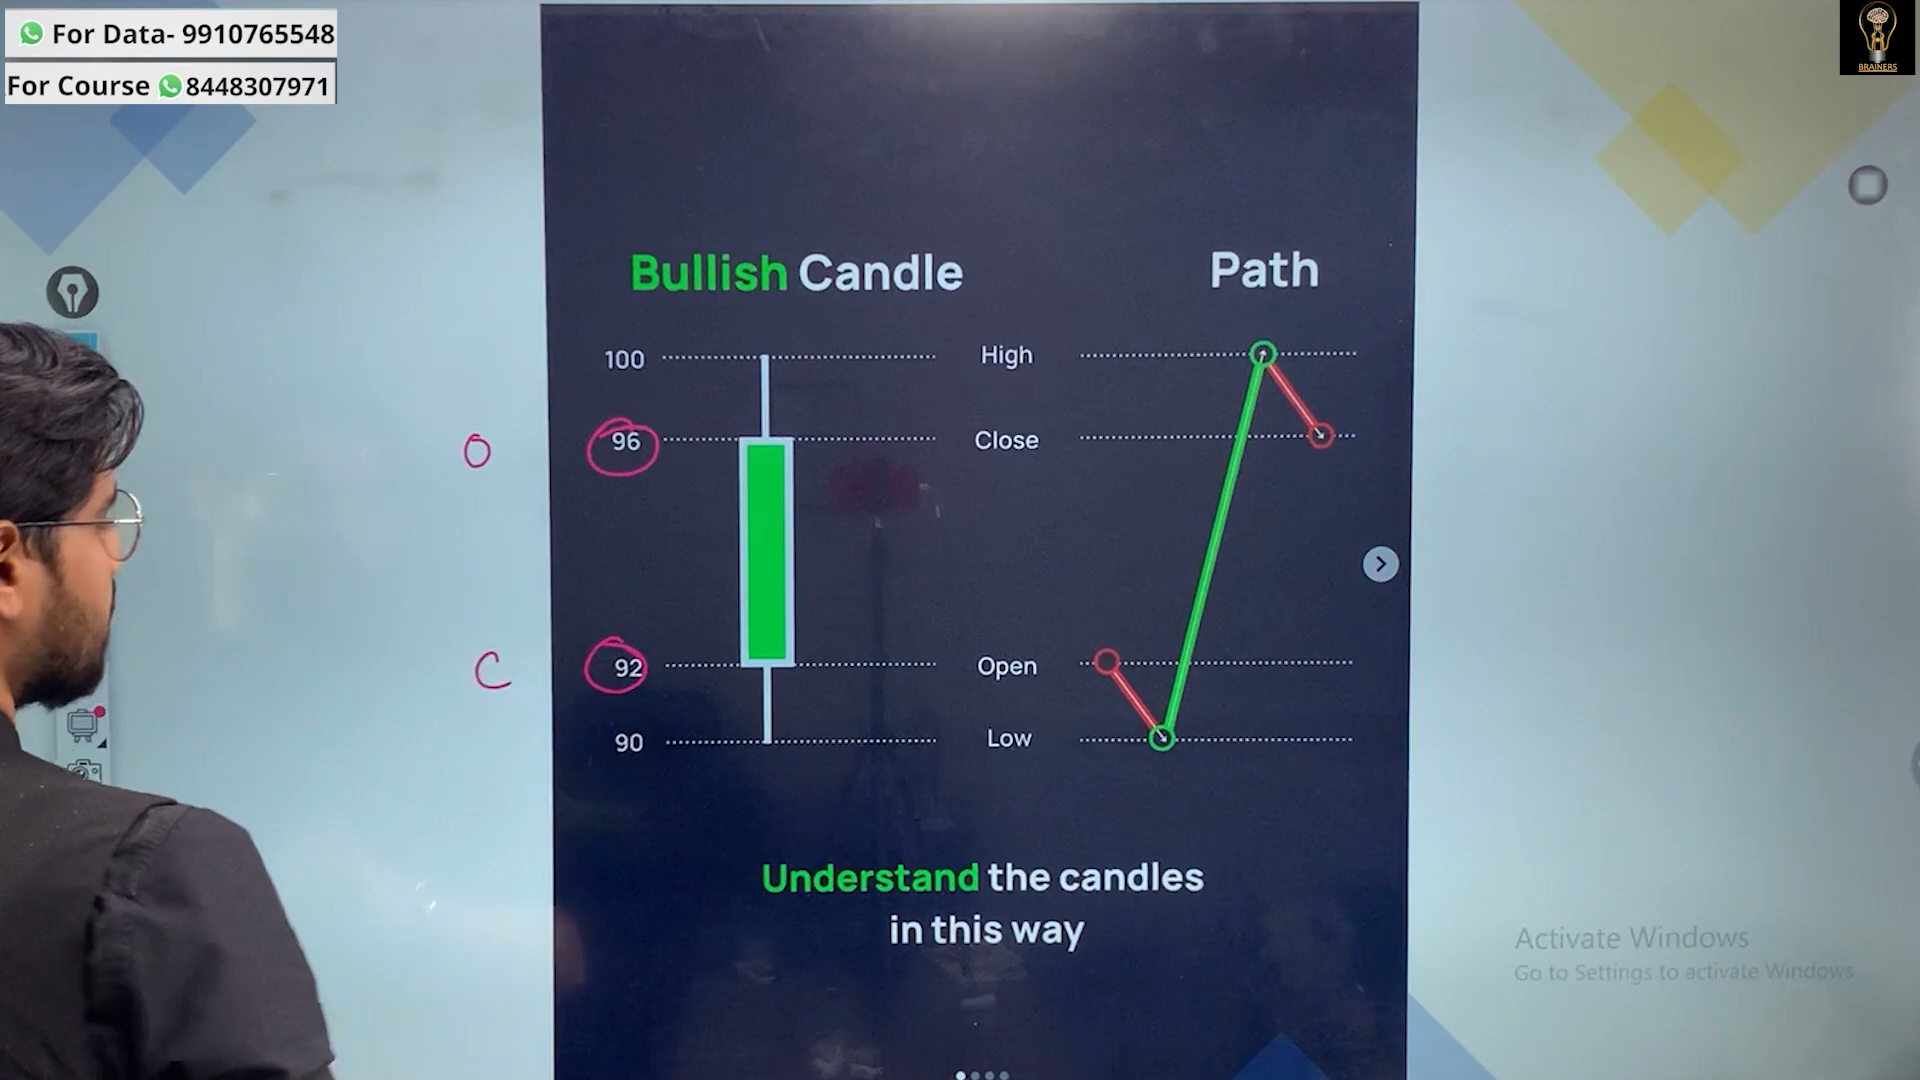 For Data- 9910765548
For Course 8448307971
BRAINERS
Bullish Candle
Path
100 High
O 96 Close
C 92 Open
90 Low
Understand the candles
in this way
Activate Windows
Go to Settings to activate Windows